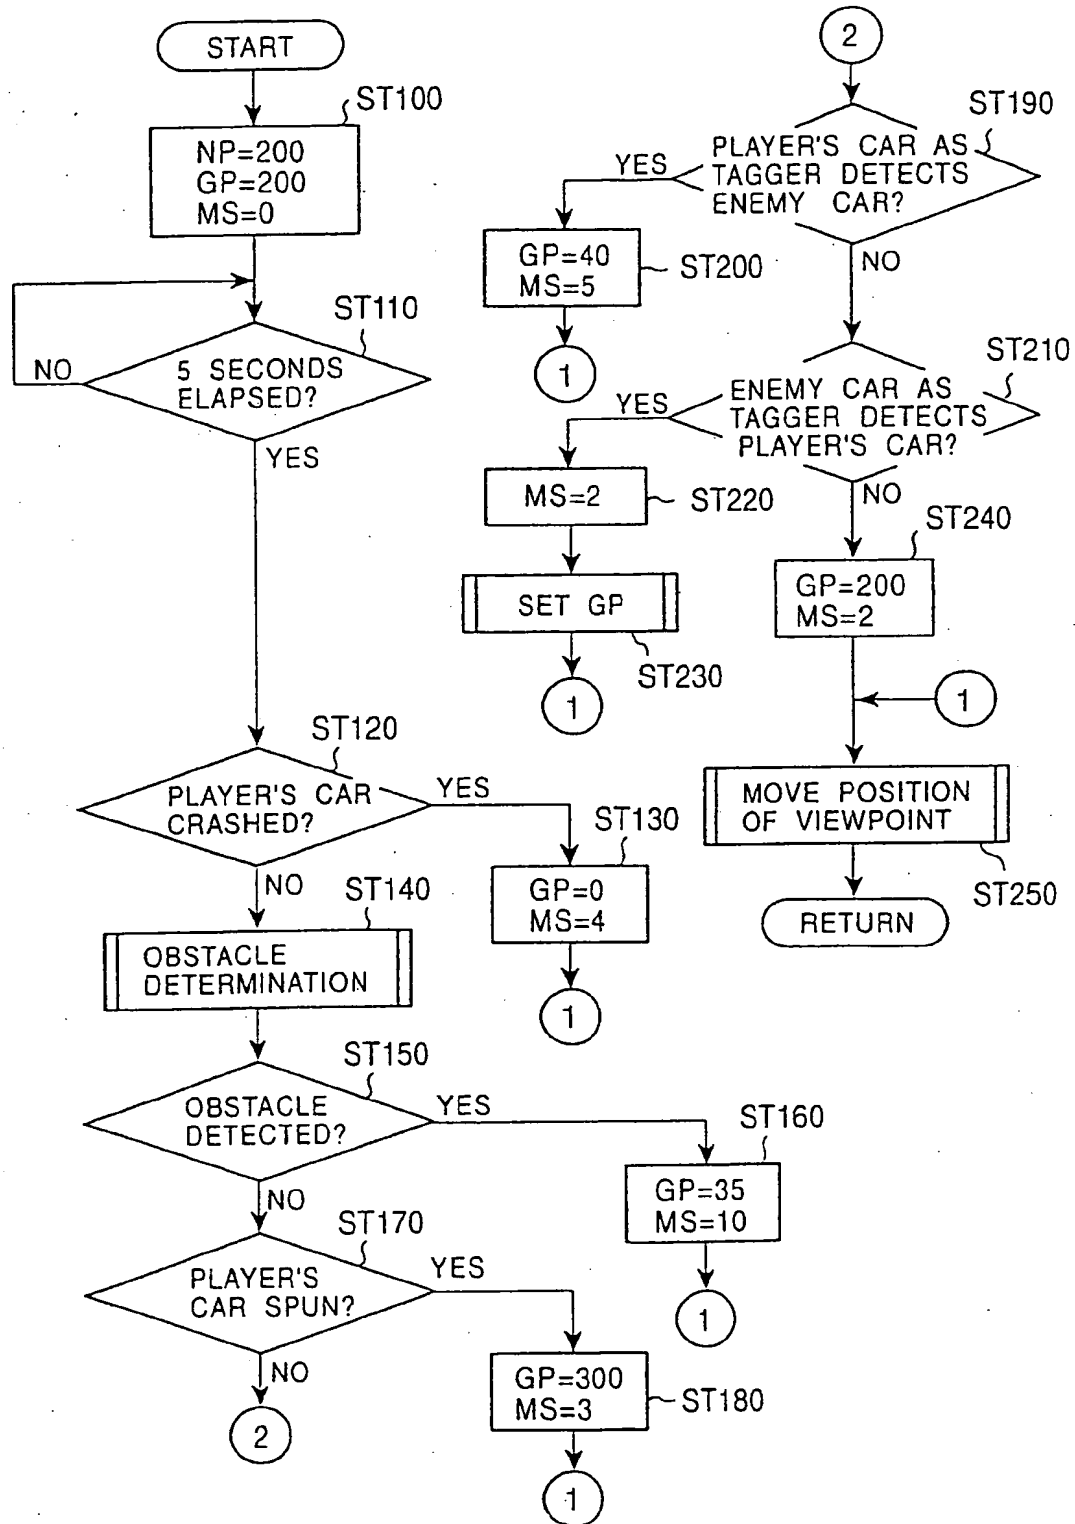 START
ST100
NP=200
GP=200
MS=0
ST110
NO
5 SECONDS
ELAPSED?
YES
ST120
PLAYER'S CAR
CRASHED?
YES
ST130
GP=0
MS=4
1
NO
ST140
OBSTACLE
DETERMINATION
ST150
OBSTACLE
DETECTED?
YES
ST160
GP=35
MS=10
1
NO
ST170
PLAYER'S
CAR SPUN?
YES
GP=300
MS=3
ST180
1
NO
2
2
ST190
PLAYER'S CAR AS
TAGGER DETECTS
ENEMY CAR?
YES
GP=40
MS=5
ST200
1
NO
ST210
ENEMY CAR AS
TAGGER DETECTS
PLAYER'S CAR?
YES
MS=2
ST220
SET GP
ST230
1
NO
ST240
GP=200
MS=2
1
MOVE POSITION
OF VIEWPOINT
ST250
RETURN